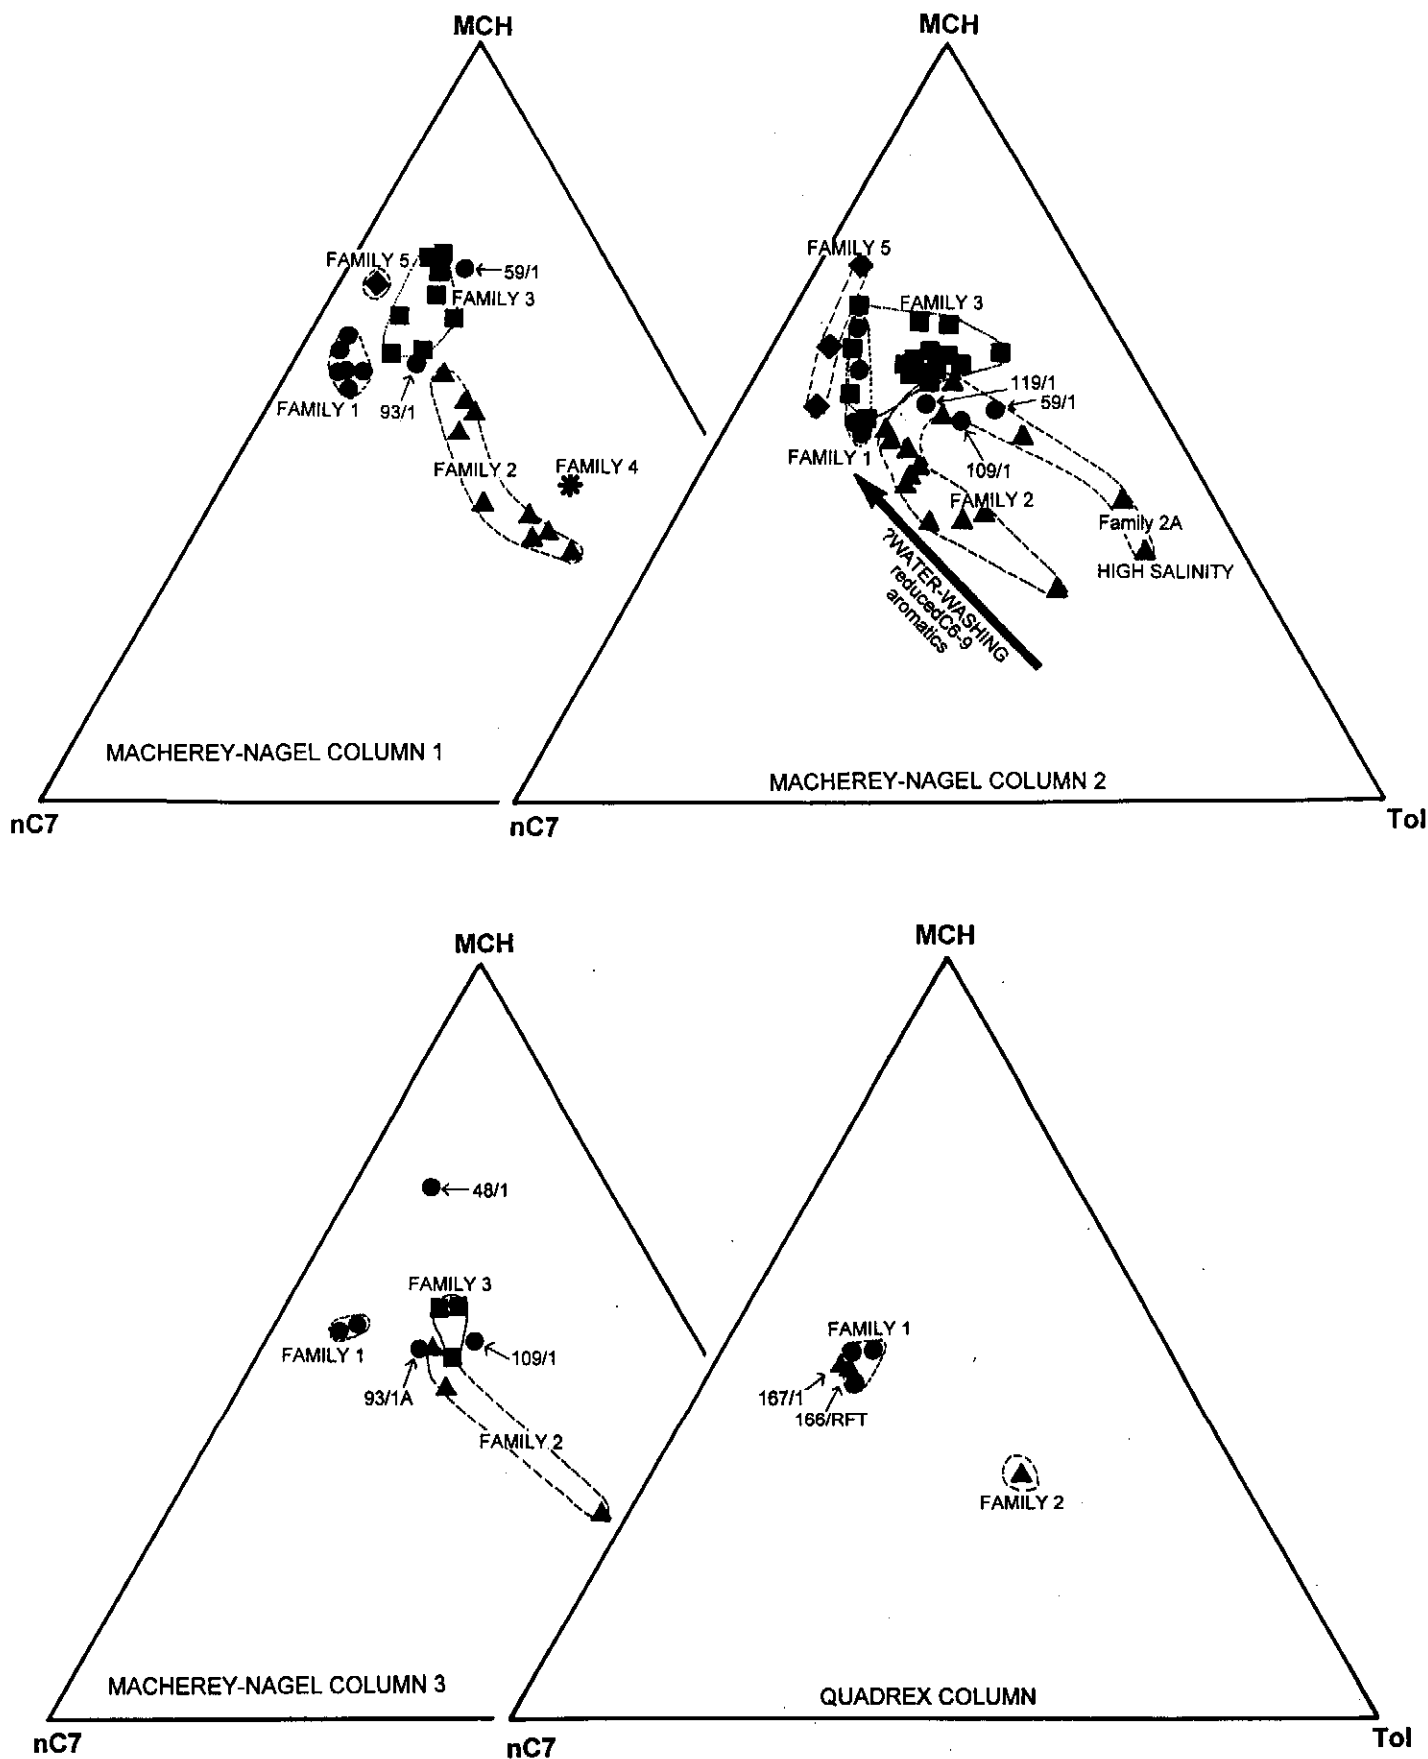 MCH
FAMILY 5
59/1
FAMILY 3
FAMILY 1
93/1
FAMILY 2
FAMILY 4
MACHEREY-NAGEL COLUMN 1
nC7
MCH
FAMILY 5
FAMILY 3
119/1
59/1
FAMILY 1
109/1
FAMILY 2
Family 2A
HIGH SALINITY
?WATER-WASHING
reducedC6-9
aromatics
MACHEREY-NAGEL COLUMN 2
nC7
Tol
MCH
48/1
FAMILY 3
FAMILY 1
109/1
93/1A
FAMILY 2
MACHEREY-NAGEL COLUMN 3
nC7
MCH
FAMILY 1
167/1
166/RFT
FAMILY 2
QUADREX COLUMN
nC7
Tol